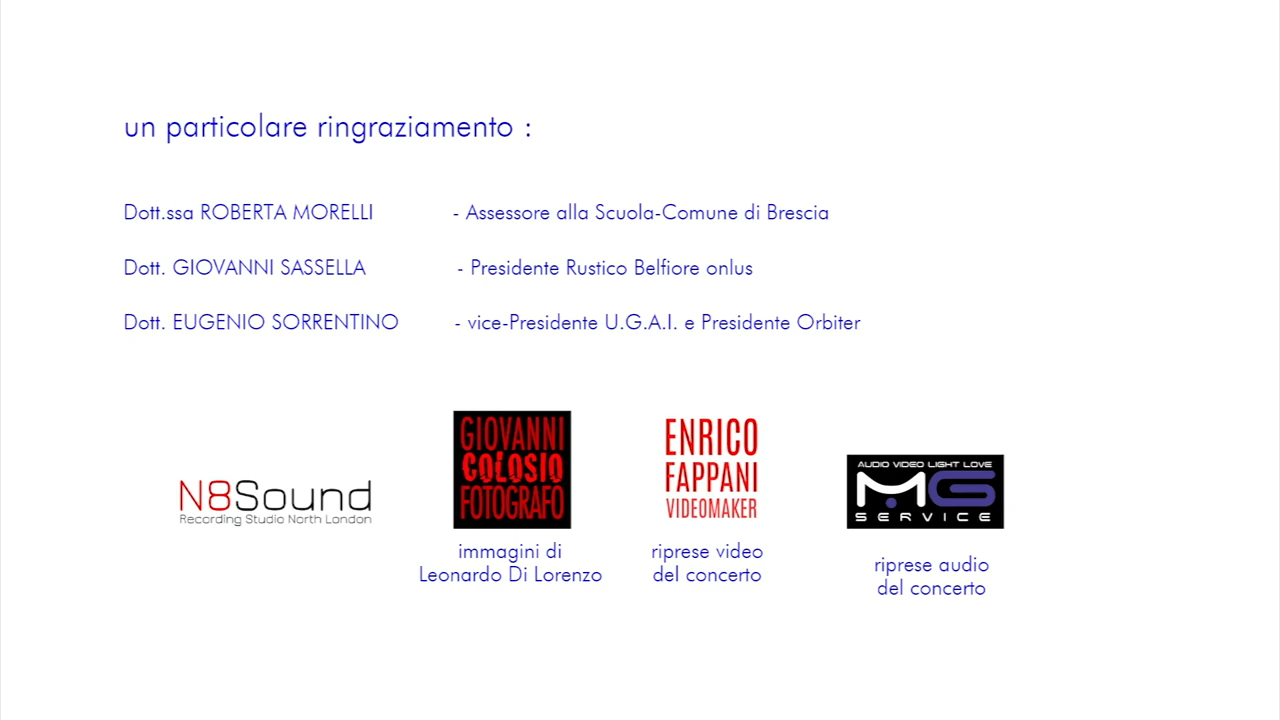 un particolare ringraziamento :
Dott.ssa ROBERTA MORELLI - Assessore alla Scuola-Comune di Brescia
Dott. GIOVANNI SASSELLA - Presidente Rustico Belfiore onlus
Dott. EUGENIO SORRENTINO - vice-Presidente U.G.A.I. e Presidente Orbiter
N8Sound
Recording Studio North London
GIOVANNI
COLOSIO
FOTOGRAFO
immagini di
Leonardo Di Lorenzo
ENRICO
FAPPANI
VIDEOMAKER
riprese video
del concerto
AUDIO VIDEO LIGHT LOVE
MG
SERVICE
riprese audio
del concerto